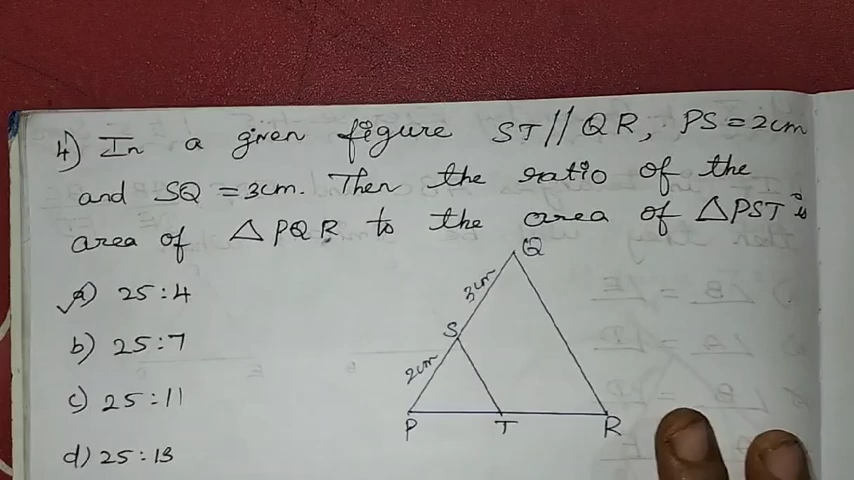 4) In a given figure ST//QR, PS=2cm
and SQ =3cm. Then the ratio of the
area of △PQR to the area of △PST is
a) 25:4
b) 25:7
c) 25:11
d) 25:13
Q
3cm
S
2cm
P T R